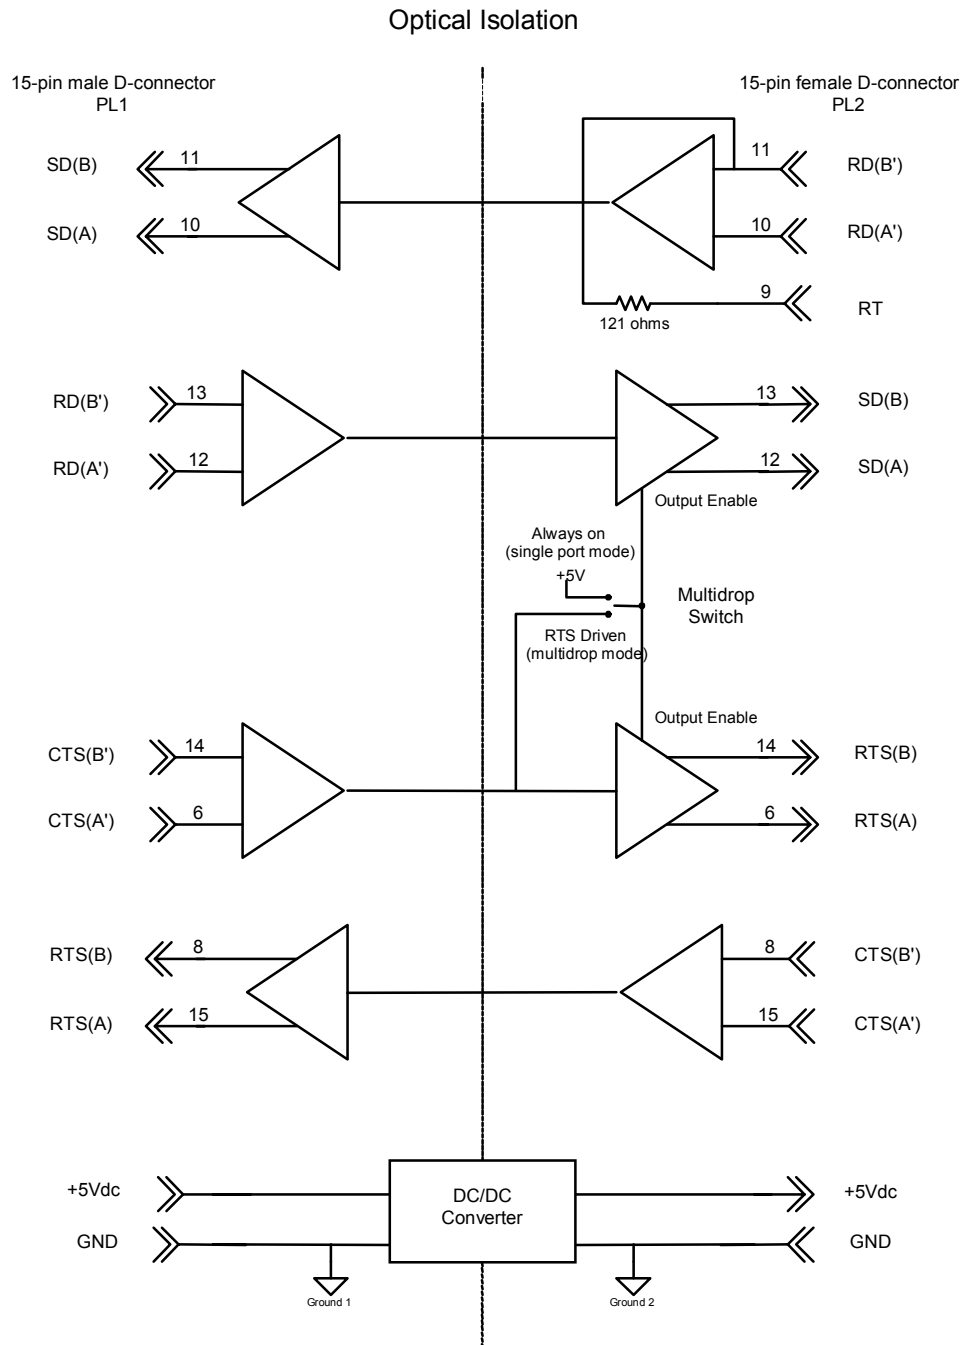 Optical Isolation
15-pin male D-connector
PL1
15-pin female D-connector
PL2
SD(B)
11
11
RD(B')
SD(A)
10
10
RD(A')
9
RT
121 ohms
RD(B')
13
13
SD(B)
RD(A')
12
12
SD(A)
Output Enable
Always on
(single port mode)
+5V
Multidrop
Switch
RTS Driven
(multidrop mode)
Output Enable
CTS(B')
14
14
RTS(B)
CTS(A')
6
6
RTS(A)
RTS(B)
8
8
CTS(B')
RTS(A)
15
15
CTS(A')
+5Vdc
DC/DC
Converter
+5Vdc
GND
GND
Ground 1
Ground 2